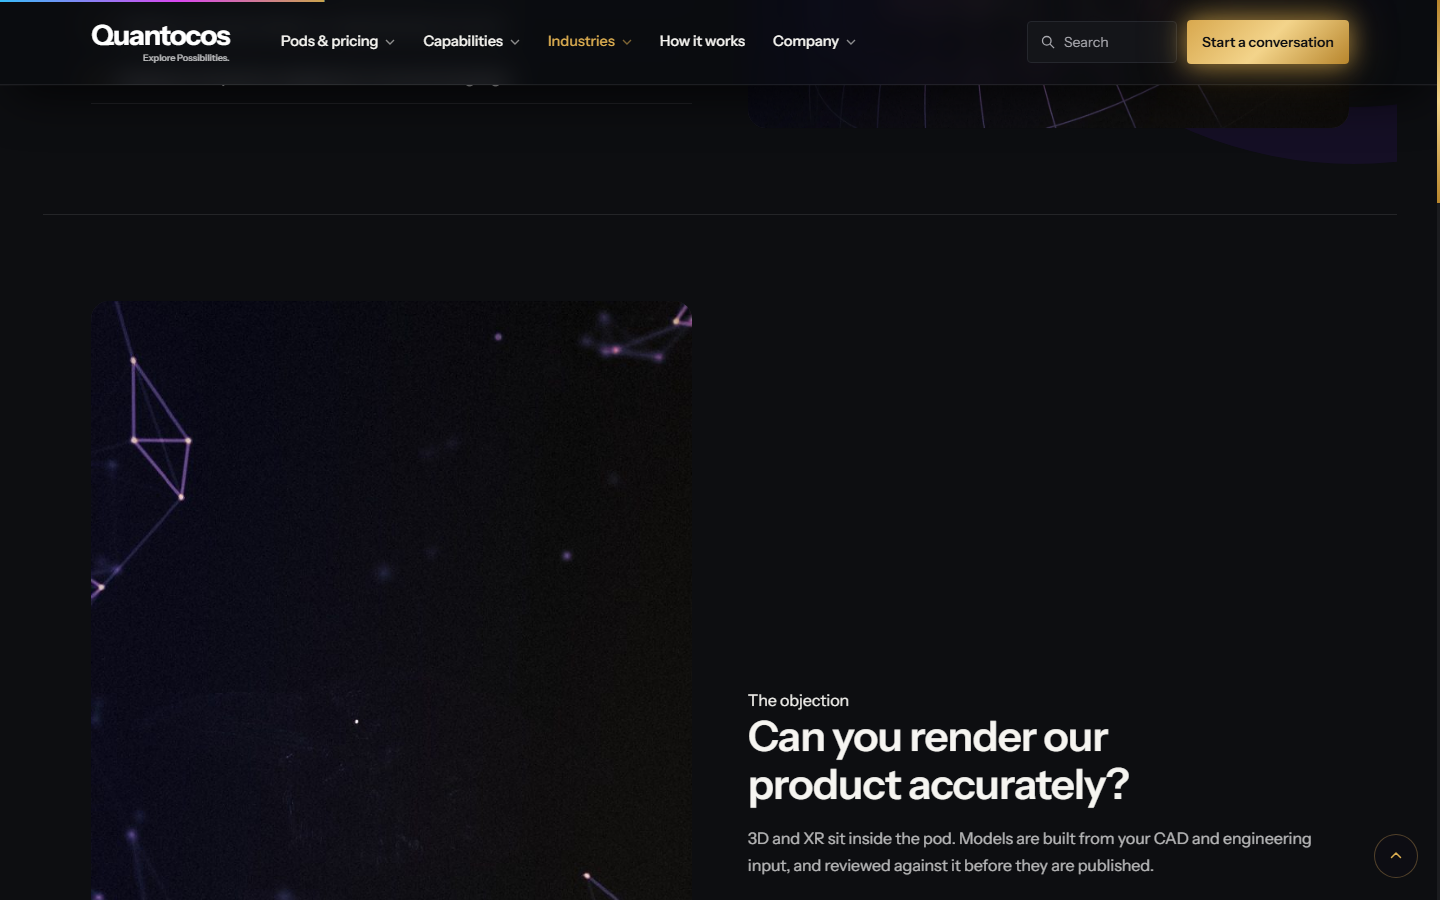 Quantocos
Explore Possibilities.
Pods & pricing
Capabilities
Industries
How it works
Company
Search
Start a conversation
The objection
Can you render our
product accurately?
3D and XR sit inside the pod. Models are built from your CAD and engineering
input, and reviewed against it before they are published.